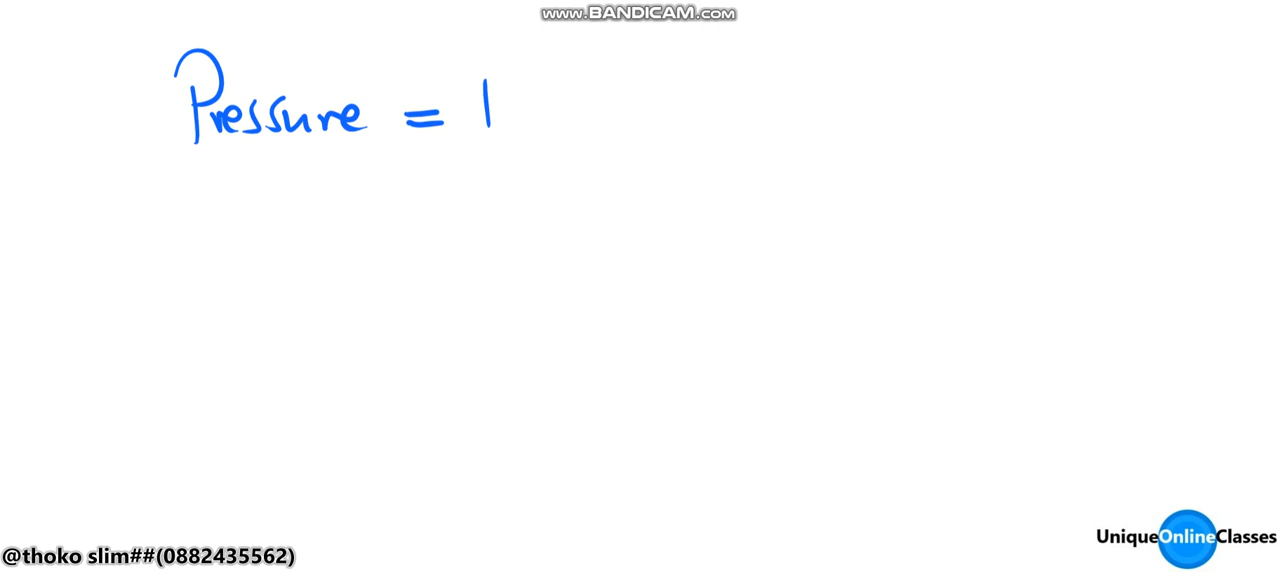 www.BANDICAM.com
Pressure = 1
@thoko slim##(0882435562)
UniqueOnlineClasses